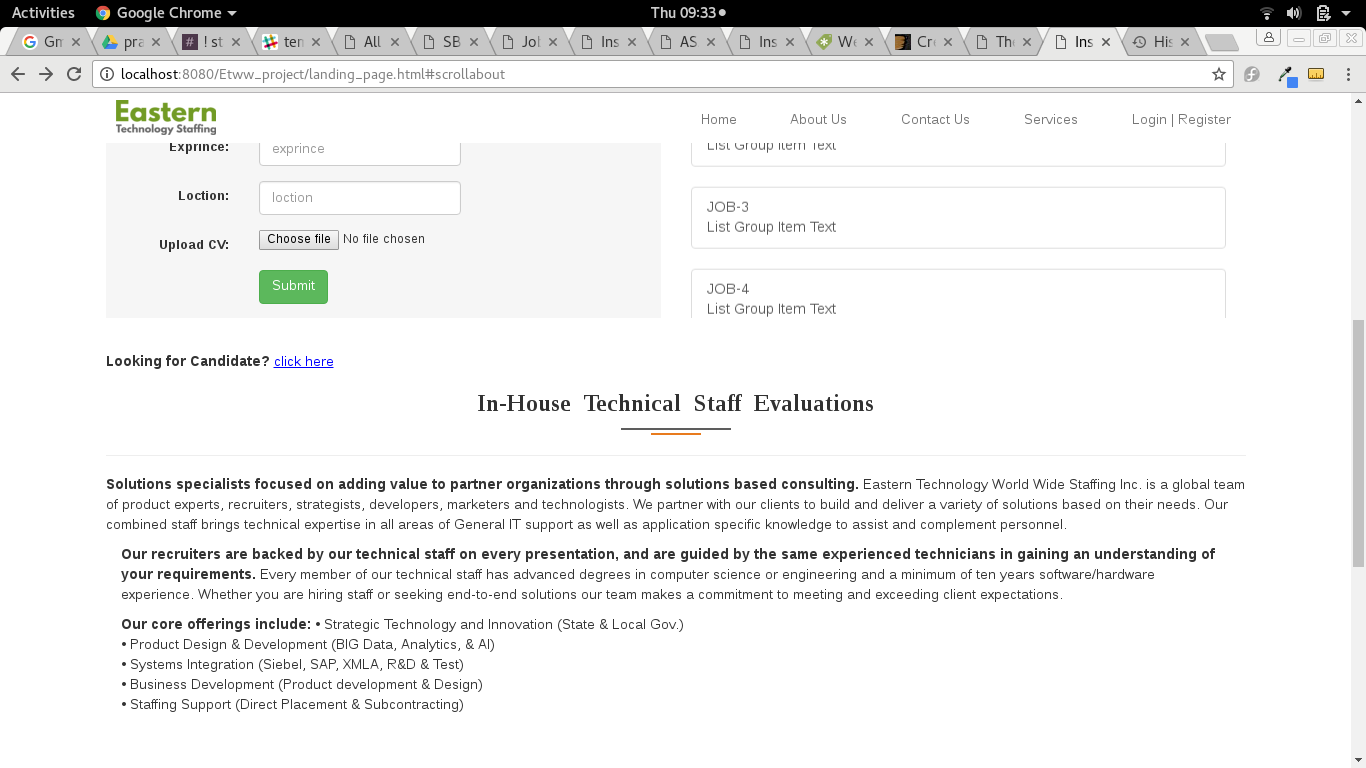 Activities Google Chrome Thu 09:33
Gm pra ! st ten All SB Jol Ins AS Ins We Cre The Ins His
localhost:8080/Etww_project/landing_page.html#scrollabout
Eastern
Technology Staffing
Home About Us Contact Us Services Login | Register
Exprince: exprince
List Group Item Text
Loction: loction
JOB-3
List Group Item Text
Upload CV: Choose file No file chosen
Submit
JOB-4
List Group Item Text
Looking for Candidate? click here
In-House Technical Staff Evaluations
Solutions specialists focused on adding value to partner organizations through solutions based consulting. Eastern Technology World Wide Staffing Inc. is a global team
of product experts, recruiters, strategists, developers, marketers and technologists. We partner with our clients to build and deliver a variety of solutions based on their needs. Our
combined staff brings technical expertise in all areas of General IT support as well as application specific knowledge to assist and complement personnel.
Our recruiters are backed by our technical staff on every presentation, and are guided by the same experienced technicians in gaining an understanding of
your requirements. Every member of our technical staff has advanced degrees in computer science or engineering and a minimum of ten years software/hardware
experience. Whether you are hiring staff or seeking end-to-end solutions our team makes a commitment to meeting and exceeding client expectations.
Our core offerings include: • Strategic Technology and Innovation (State & Local Gov.)
• Product Design & Development (BIG Data, Analytics, & AI)
• Systems Integration (Siebel, SAP, XMLA, R&D & Test)
• Business Development (Product development & Design)
• Staffing Support (Direct Placement & Subcontracting)